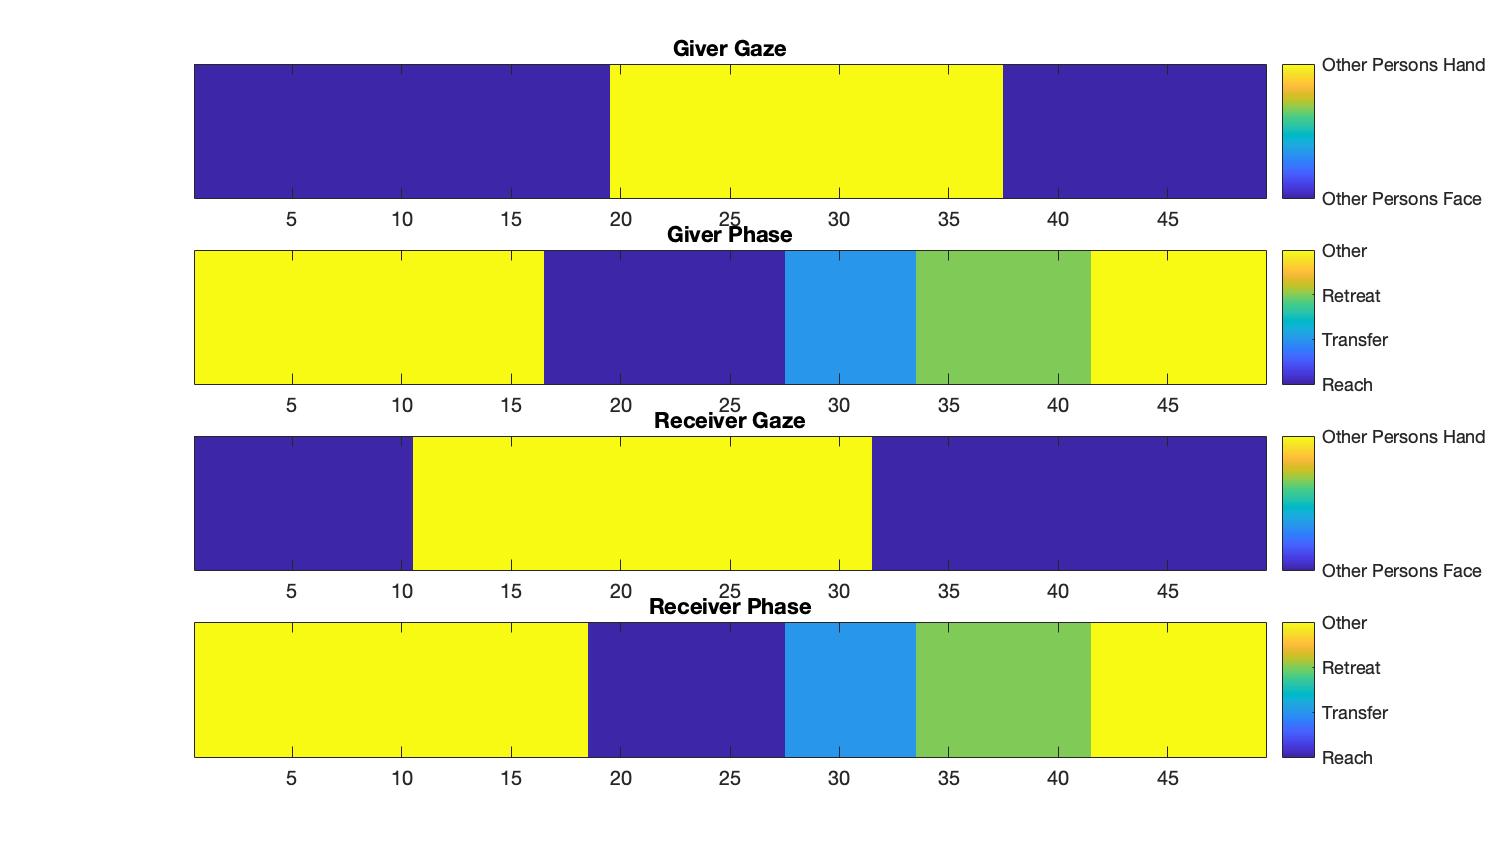 Giver Gaze
Other Persons Hand
Other Persons Face
5 10 15 20 25 30 35 40 45
Giver Phase
Other
Retreat
Transfer
Reach
5 10 15 20 25 30 35 40 45
Receiver Gaze
Other Persons Hand
Other Persons Face
5 10 15 20 25 30 35 40 45
Receiver Phase
Other
Retreat
Transfer
Reach
5 10 15 20 25 30 35 40 45